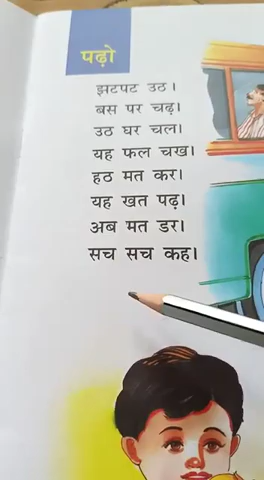 पढ़ो
झटपट उठ।
बस पर चढ़।
उठ घर चल।
यह फल चख।
हठ मत कर।
यह खत पढ़।
अब मत डर।
सच सच कह।